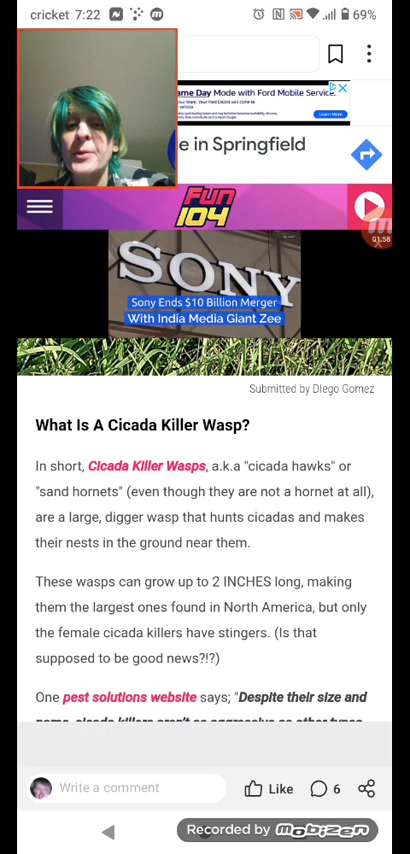 cricket 7:22
69%
ame Day Mode with Ford Mobile Service.
Learn More
e in Springfield
FUN
104
01:58
SONY
Sony Ends $10 Billion Merger
With India Media Giant Zee
Submitted by Diego Gomez
What Is A Cicada Killer Wasp?
In short, Cicada Killer Wasps, a.k.a "cicada hawks" or
"sand hornets" (even though they are not a hornet at all),
are a large, digger wasp that hunts cicadas and makes
their nests in the ground near them.
These wasps can grow up to 2 INCHES long, making
them the largest ones found in North America, but only
the female cicada killers have stingers. (Is that
supposed to be good news?!?)
One pest solutions website says; "Despite their size and
Write a comment
Like
6
Recorded by Mobizen